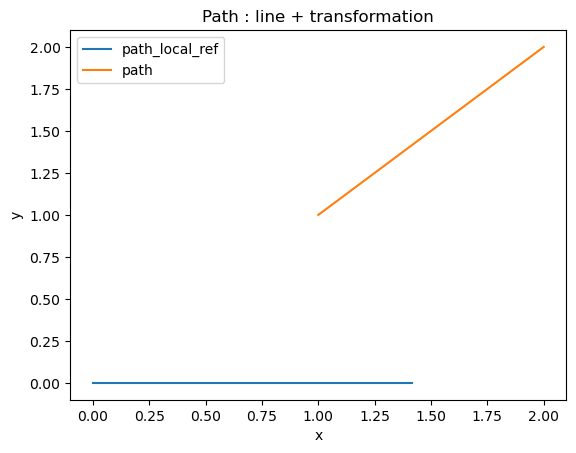 Path : line + transformation
path_local_ref
path
2.00
1.75
1.50
1.25
1.00
0.75
0.50
0.25
0.00
y
0.00 0.25 0.50 0.75 1.00 1.25 1.50 1.75 2.00
x